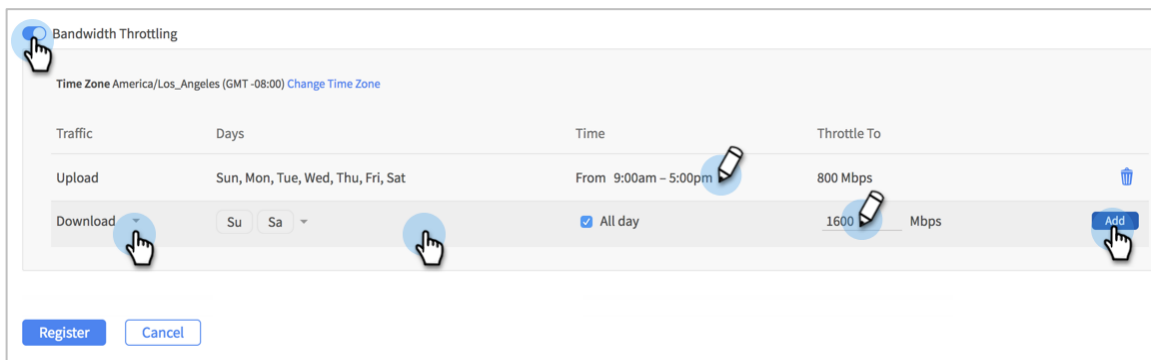 Bandwidth Throttling
Time Zone America/Los_Angeles (GMT -08:00) Change Time Zone
Traffic Days Time Throttle To
Upload Sun, Mon, Tue, Wed, Thu, Fri, Sat From 9:00am – 5:00pm 800 Mbps
Download Su Sa All day 1600 Mbps Add
Register Cancel